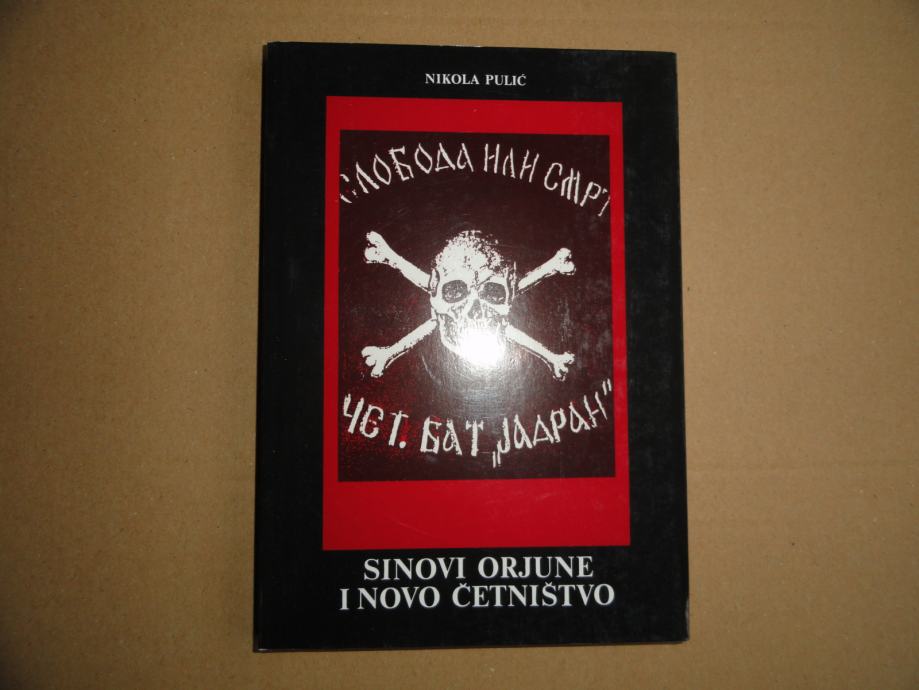 NIKOLA PULIĆ
СЛОБОДА ИЛИ СМРТ
ЧЕТ. БАТ „ЈАДРАН"
SINOVI ORJUNE
I NOVO ČETNIŠTVO